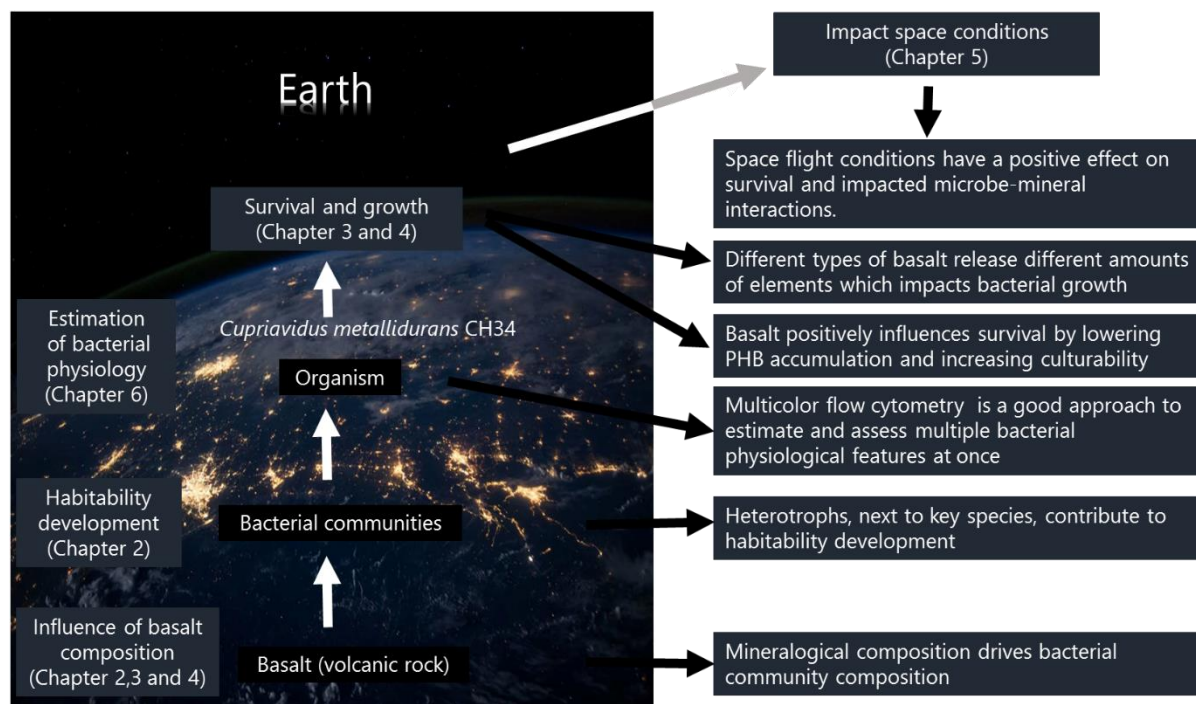 Earth
Survival and growth
(Chapter 3 and 4)
Estimation
of bacterial
physiology
(Chapter 6)
Cupriavidus metallidurans CH34
Organism
Habitability
development
(Chapter 2)
Bacterial communities
Influence of basalt
composition
(Chapter 2,3 and 4)
Basalt (volcanic rock)
Impact space conditions
(Chapter 5)
Space flight conditions have a positive effect on
survival and impacted microbe-mineral
interactions.
Different types of basalt release different amounts
of elements which impacts bacterial growth
Basalt positively influences survival by lowering
PHB accumulation and increasing culturability
Multicolor flow cytometry  is a good approach to
estimate and assess multiple bacterial
physiological features at once
Heterotrophs, next to key species, contribute to
habitability development
Mineralogical composition drives bacterial
community composition